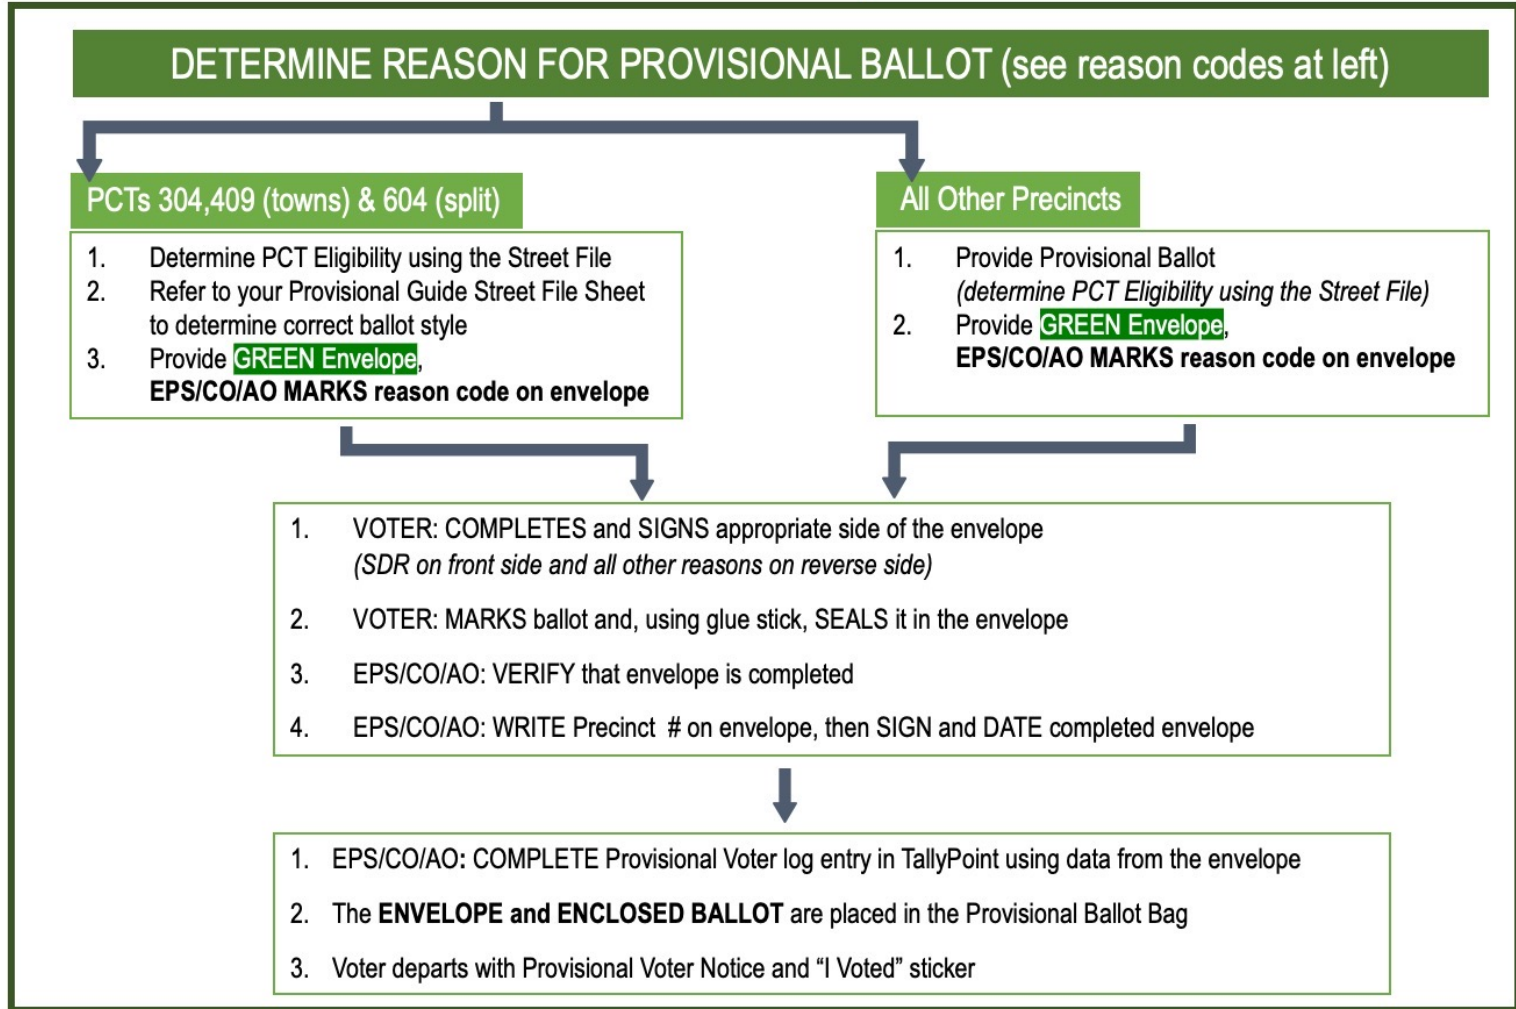 DETERMINE REASON FOR PROVISIONAL BALLOT (see reason codes at left)
PCTs 304,409 (towns) & 604 (split)
1. Determine PCT Eligibility using the Street File
2. Refer to your Provisional Guide Street File Sheet
to determine correct ballot style
3. Provide GREEN Envelope,
EPS/CO/AO MARKS reason code on envelope
All Other Precincts
1. Provide Provisional Ballot
(determine PCT Eligibility using the Street File)
2. Provide GREEN Envelope,
EPS/CO/AO MARKS reason code on envelope
1. VOTER: COMPLETES and SIGNS appropriate side of the envelope
(SDR on front side and all other reasons on reverse side)
2. VOTER: MARKS ballot and, using glue stick, SEALS it in the envelope
3. EPS/CO/AO: VERIFY that envelope is completed
4. EPS/CO/AO: WRITE Precinct # on envelope, then SIGN and DATE completed envelope
1. EPS/CO/AO: COMPLETE Provisional Voter log entry in TallyPoint using data from the envelope
2. The ENVELOPE and ENCLOSED BALLOT are placed in the Provisional Ballot Bag
3. Voter departs with Provisional Voter Notice and “I Voted” sticker